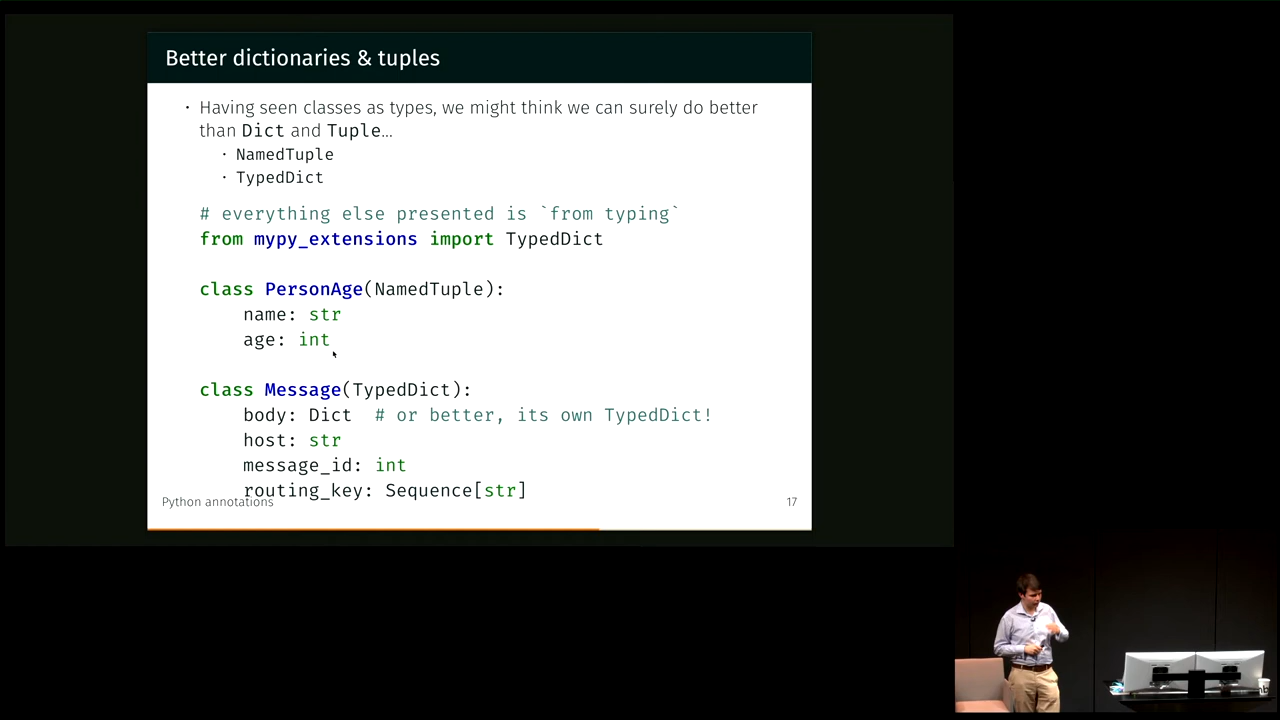 Better dictionaries & tuples
• Having seen classes as types, we might think we can surely do better
than Dict and Tuple…
• NamedTuple
• TypedDict
# everything else presented is `from typing`
from mypy_extensions import TypedDict
class PersonAge(NamedTuple):
    name: str
    age: int
class Message(TypedDict):
    body: Dict  # or better, its own TypedDict!
    host: str
    message_id: int
    routing_key: Sequence[str]
Python annotations
17